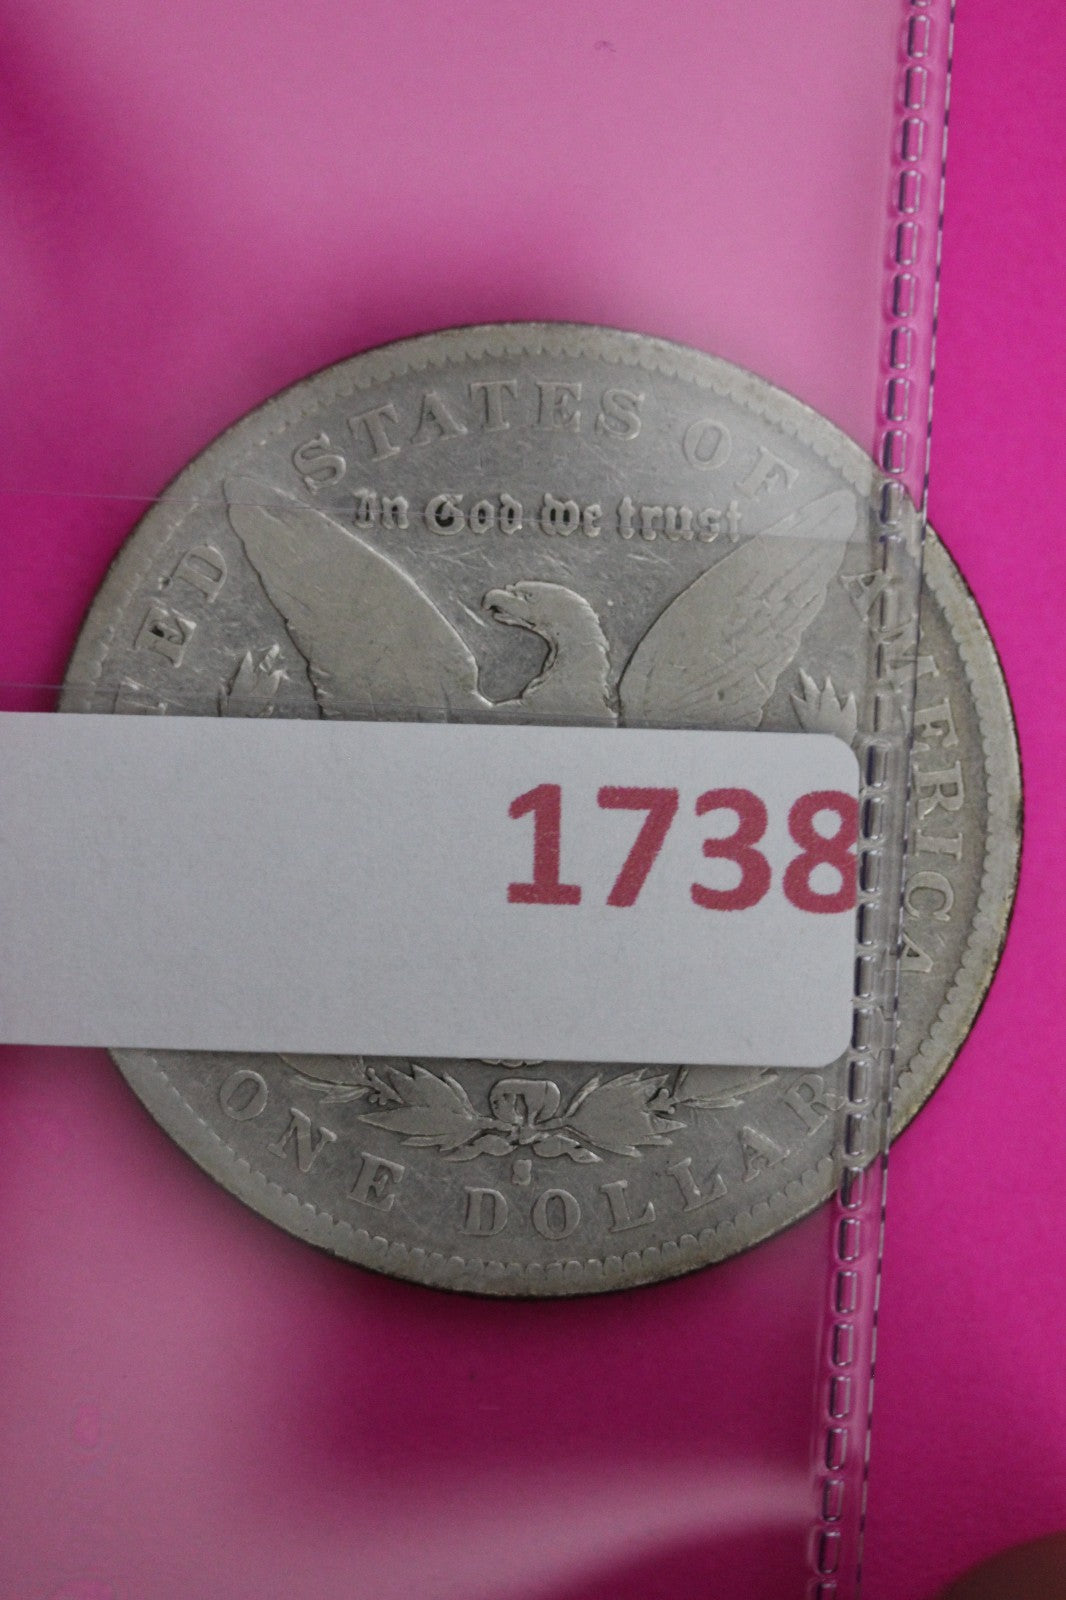 STATES OF AMERICA
In God we trust
ED
1738
S
ONE DOLLAR